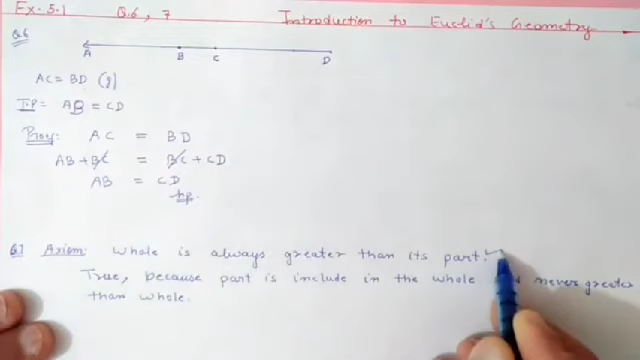 Ex-5.1 Q.6, 7 Introduction to Euclid's Geometry
Q6
A B C D
AC = BD (g)
T.P = AB = CD
Proof: AC = BD
AB + BC = BC + CD
AB = CD
hp.
Q7 Axiom: Whole is always greater than its part.
True, because part is include in the whole never greater
than whole.